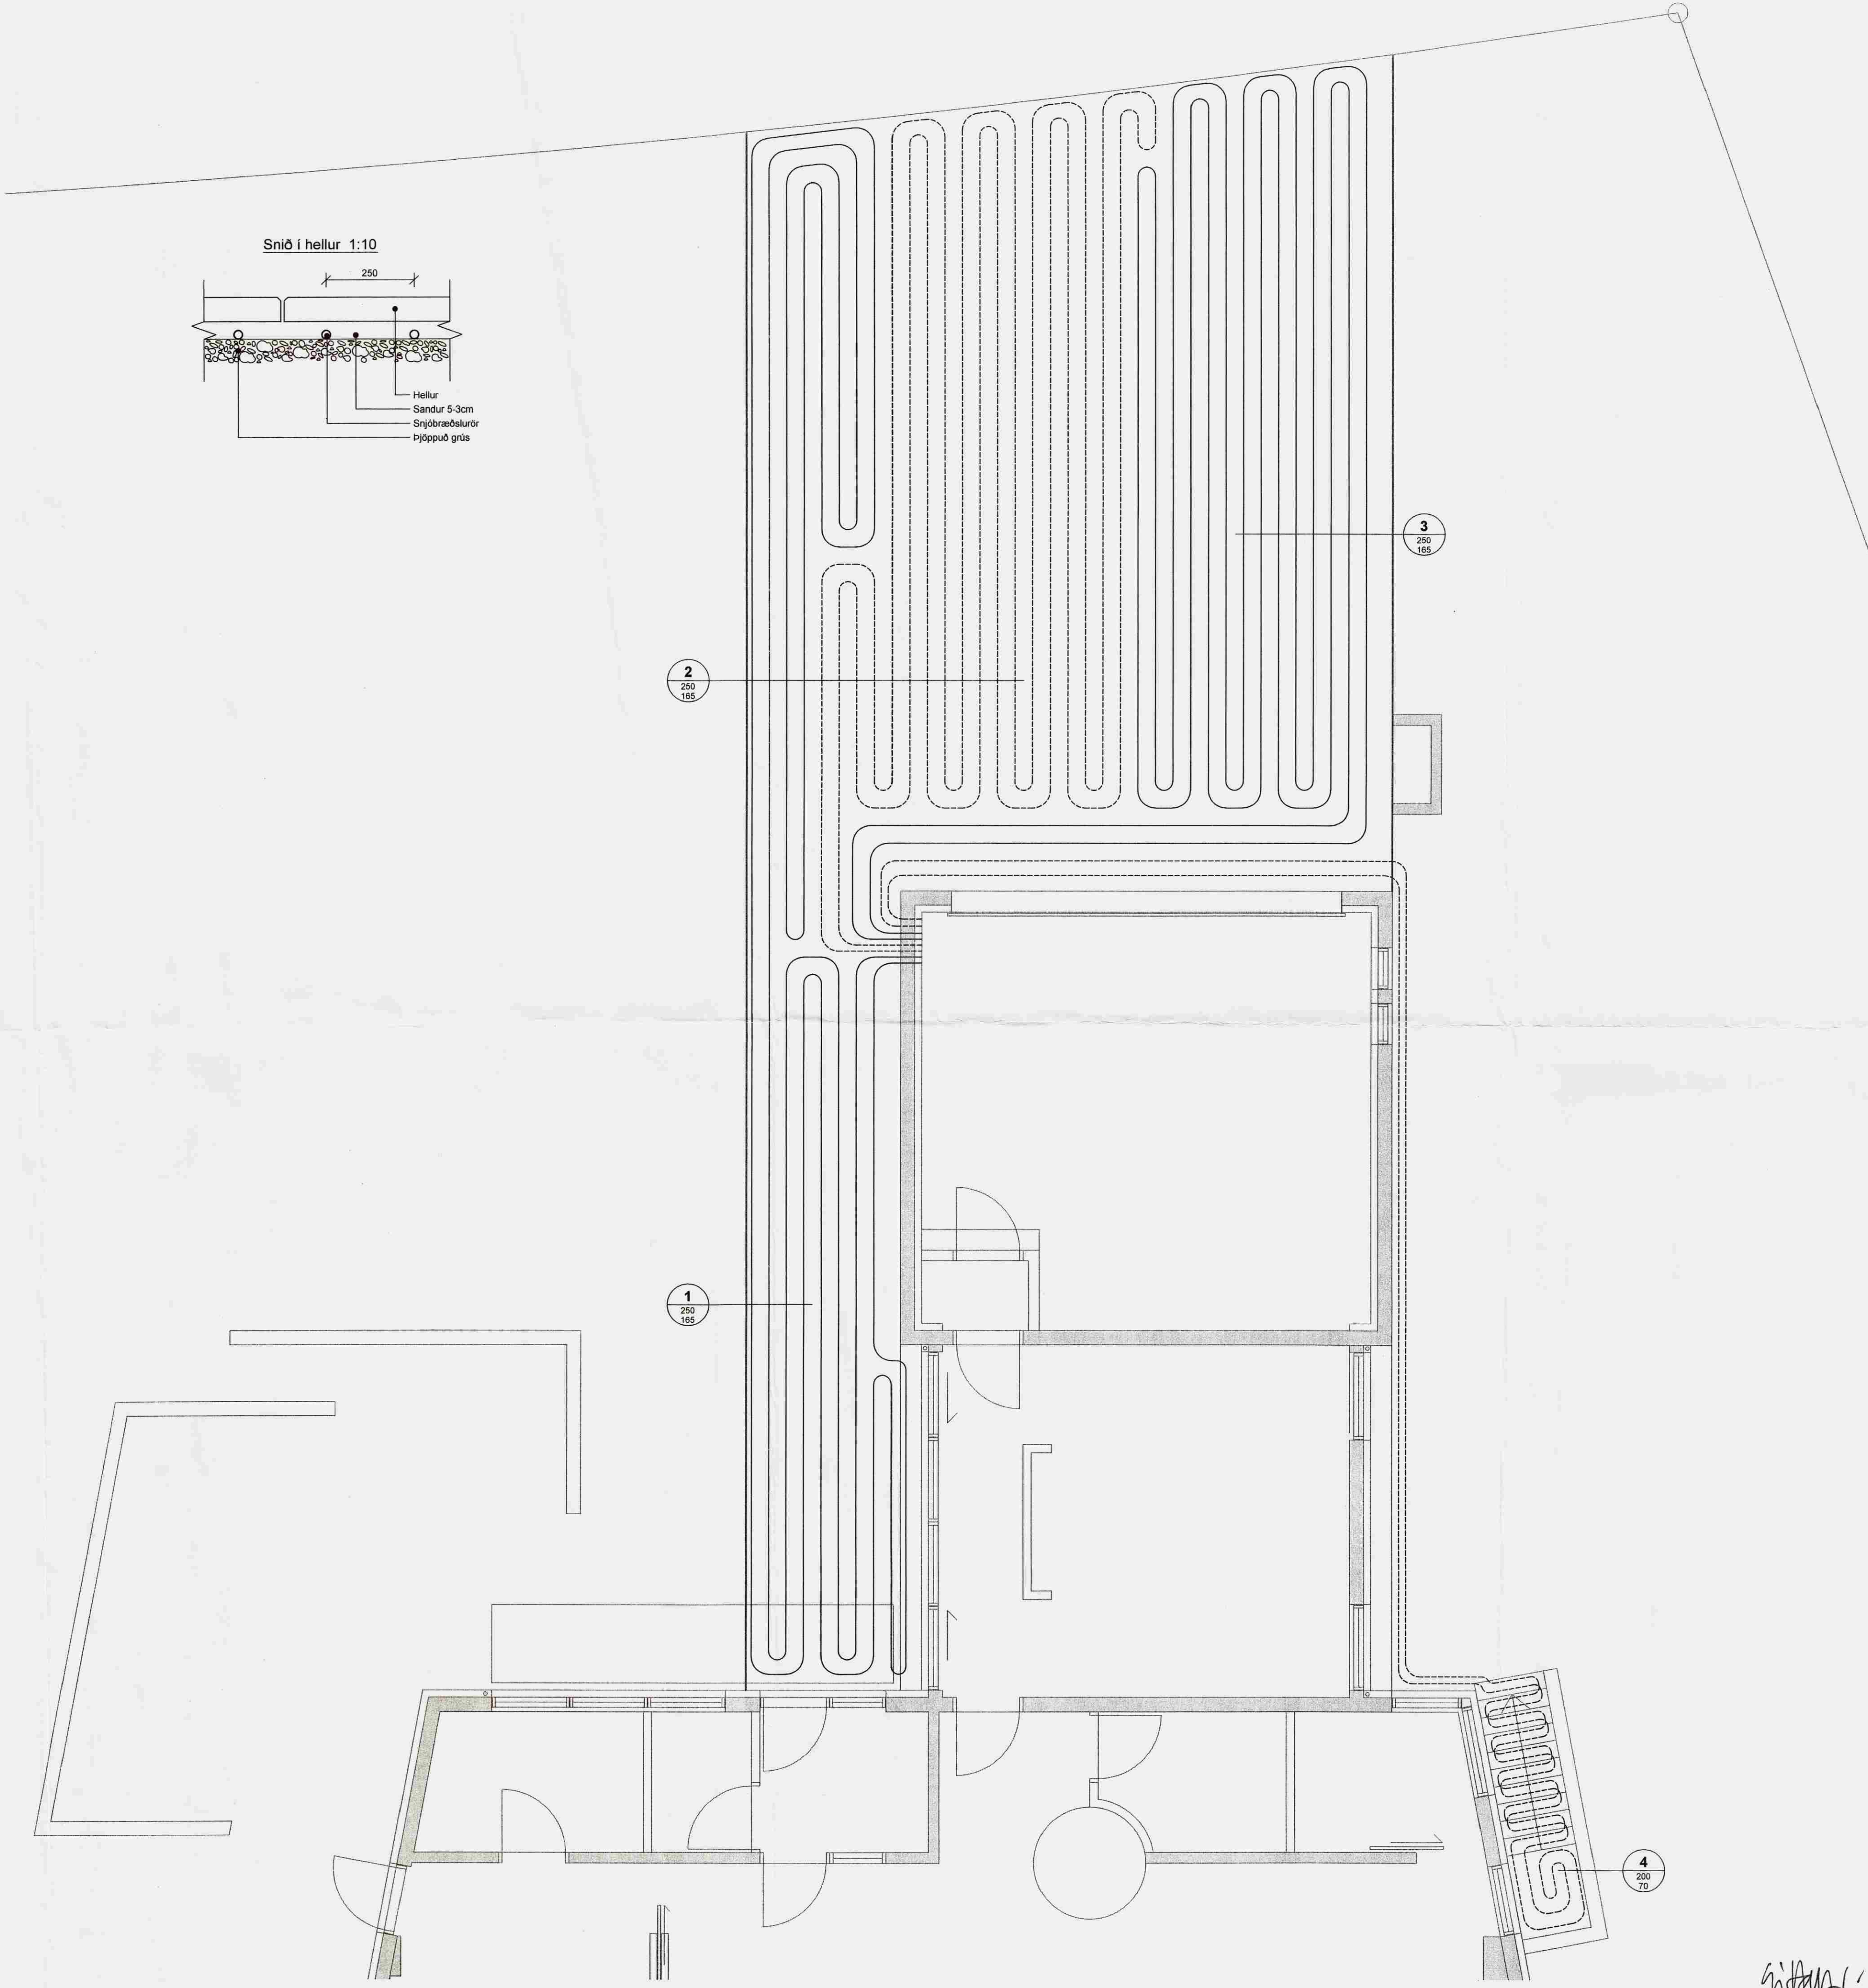 Snið í hellur 1:10
250
Hellur
Sandur 5-3cm
Snjóbræðslurör
Þjöppuð grús
3
250
165
2
250
165
1
250
165
4
200
70